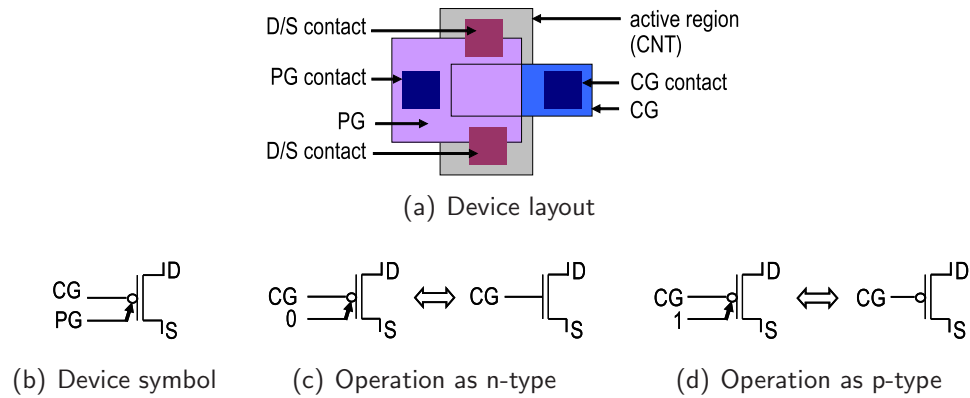 D/S contact
active region
(CNT)
PG contact
CG contact
CG
PG
D/S contact
(a) Device layout
CG
PG
D
S
CG
0
D
S
CG
D
S
CG
1
D
S
CG
D
S
(b) Device symbol
(c) Operation as n-type
(d) Operation as p-type